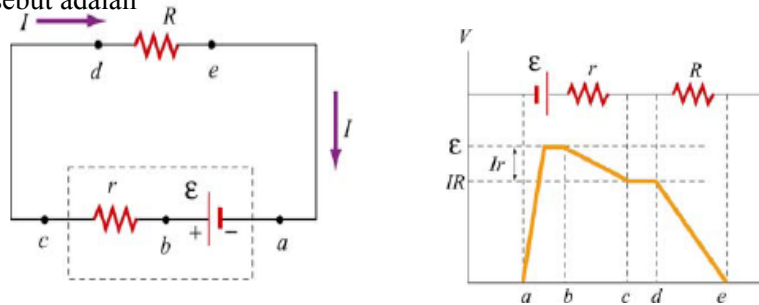 sebut adalah
I R
d e
I
r ε
c b + − a
V
ε r R
ε
Ir
IR
a b c d e